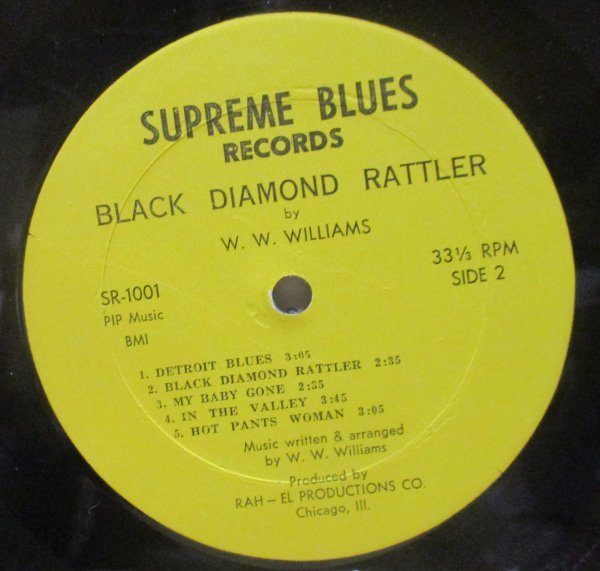 SUPREME BLUES
RECORDS
BLACK DIAMOND RATTLER
by
W. W. WILLIAMS
33 1/3 RPM
SIDE 2
SR-1001
PIP Music
BMI
1. DETROIT BLUES 3:05
2. BLACK DIAMOND RATTLER 2:35
3. MY BABY GONE 2:35
4. IN THE VALLEY 3:45
5. HOT PANTS WOMAN 3:05
Music written & arranged
by W. W. Williams
Produced by
RAH - EL PRODUCTIONS CO.
Chicago, Ill.